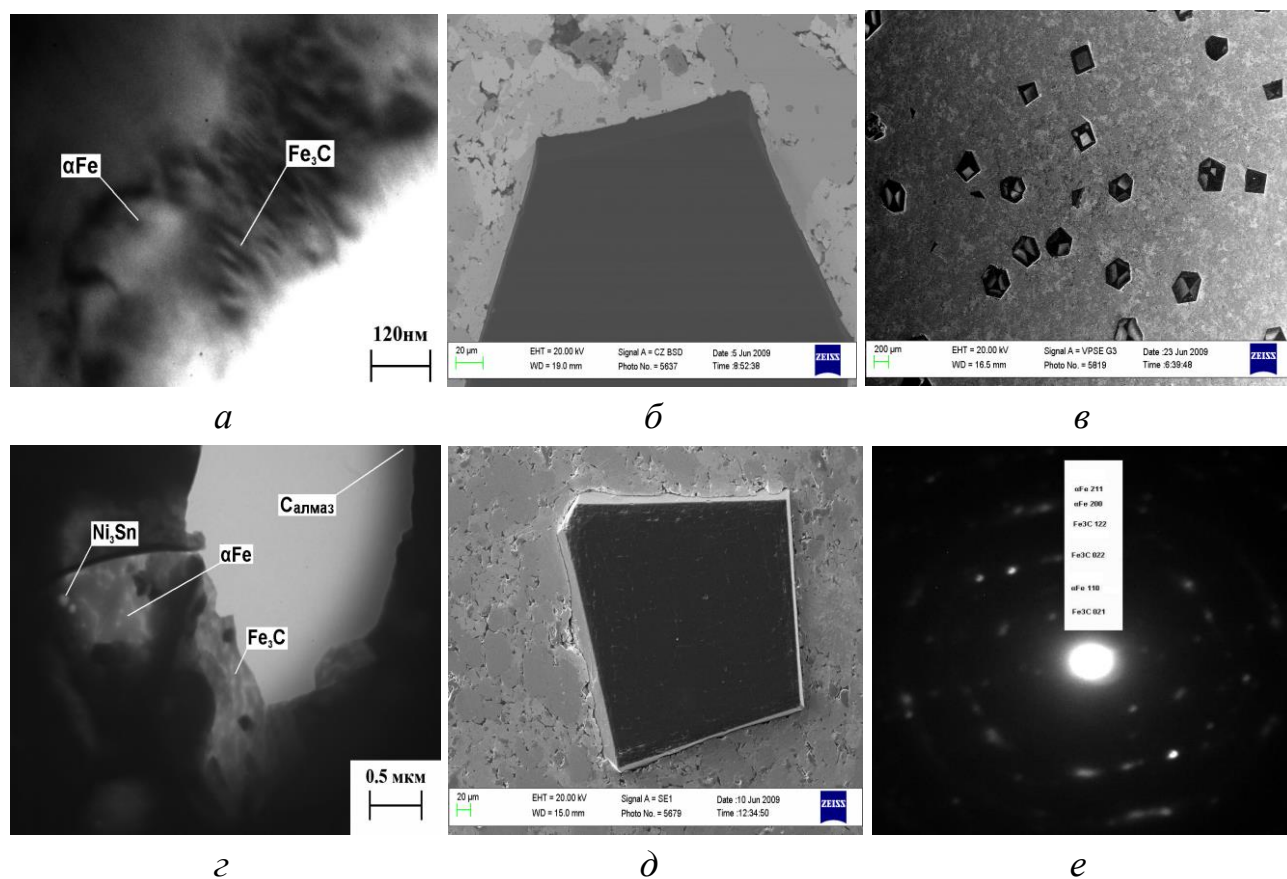 αFe
Fe₃C
120нм
а
20 µm
EHT = 20.00 kV
WD = 19.0 mm
Signal A = CZ BSD
Photo No. = 5637
Date :5 Jun 2009
Time :8:52:38
ZEISS
б
200 µm
EHT = 20.00 kV
WD = 16.5 mm
Signal A = VPSE G3
Photo No. = 5819
Date :23 Jun 2009
Time :6:39:48
ZEISS
в
Cалмаз
Ni₃Sn
αFe
Fe₃C
0.5 мкм
г
20 µm
EHT = 20.00 kV
WD = 15.0 mm
Signal A = SE1
Photo No. = 5679
Date :10 Jun 2009
Time :12:34:50
ZEISS
д
αFe 211
αFe 200
Fe3C 122
Fe3C 022
αFe 110
Fe3C 021
е